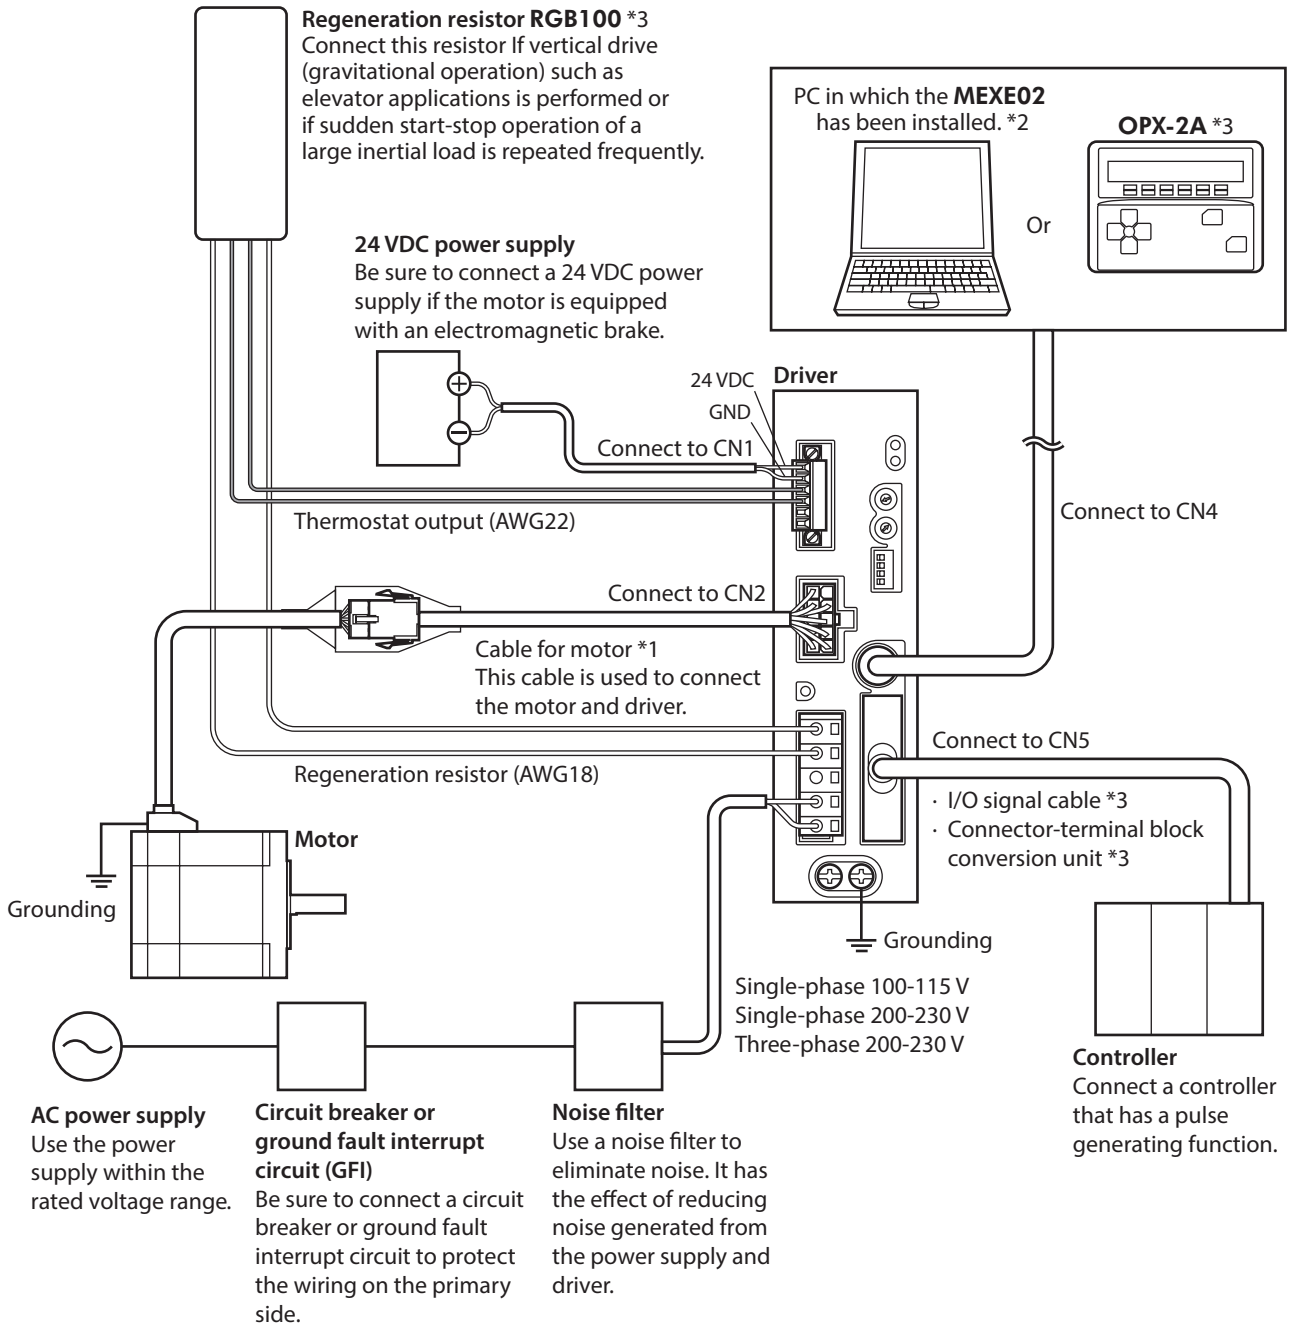 Regeneration resistor RGB100 *3
Connect this resistor If vertical drive
(gravitational operation) such as
elevator applications is performed or
if sudden start-stop operation of a
large inertial load is repeated frequently.
PC in which the MEXE02
has been installed. *2
OPX-2A *3
Or
24 VDC power supply
Be sure to connect a 24 VDC power
supply if the motor is equipped
with an electromagnetic brake.
24 VDC
GND
Driver
Connect to CN1
Thermostat output (AWG22)
Connect to CN4
Connect to CN2
Cable for motor *1
This cable is used to connect
the motor and driver.
Regeneration resistor (AWG18)
Connect to CN5
· I/O signal cable *3
· Connector-terminal block
conversion unit *3
Motor
Grounding
Grounding
Single-phase 100-115 V
Single-phase 200-230 V
Three-phase 200-230 V
Controller
Connect a controller
that has a pulse
generating function.
AC power supply
Use the power
supply within the
rated voltage range.
Circuit breaker or
ground fault interrupt
circuit (GFI)
Be sure to connect a circuit
breaker or ground fault
interrupt circuit to protect
the wiring on the primary
side.
Noise filter
Use a noise filter to
eliminate noise. It has
the effect of reducing
noise generated from
the power supply and
driver.